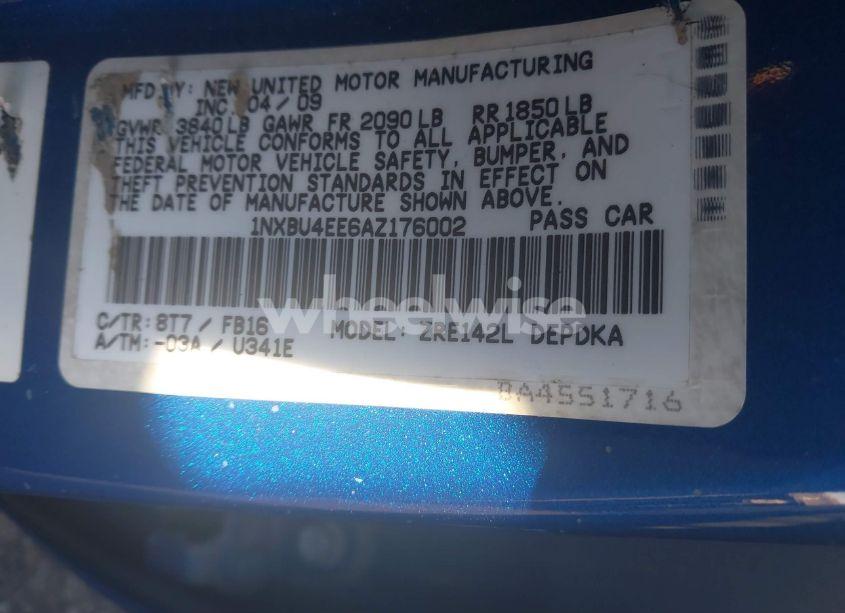 MFD BY: NEW UNITED MOTOR MANUFACTURING
INC. 04/09
GVWR 3840 LB GAWR FR 2090 LB RR 1850 LB
THIS VEHICLE CONFORMS TO ALL APPLICABLE
FEDERAL MOTOR VEHICLE SAFETY, BUMPER, AND
THEFT PREVENTION STANDARDS IN EFFECT ON
THE DATE OF MANUFACTURE SHOWN ABOVE.
1NXBU4EE6AZ176002 PASS CAR
wheelwise
C/TR: 8T7 / FB16 MODEL: ZRE142L DEPDKA
A/TM: -03A / U341E
BA4551716